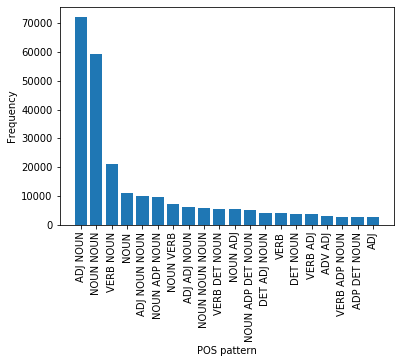 70000
60000
50000
40000
30000
20000
10000
0
Frequency
ADJ NOUN
NOUN NOUN
VERB NOUN
NOUN
ADJ NOUN NOUN
NOUN ADP NOUN
NOUN VERB
ADJ ADJ NOUN
NOUN NOUN NOUN
VERB DET NOUN
NOUN ADJ
NOUN ADP DET NOUN
DET ADJ NOUN
VERB
DET NOUN
VERB ADJ
ADV ADJ
VERB ADP NOUN
ADP DET NOUN
ADJ
POS pattern